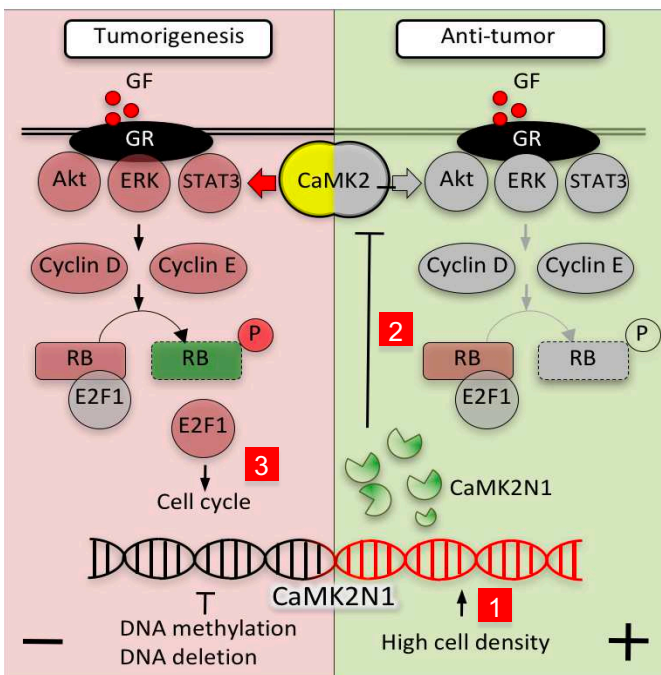 Tumorigenesis
Anti-tumor
GF
GF
GR
GR
Akt
ERK
STAT3
CaMK2
Akt
ERK
STAT3
Cyclin D
Cyclin E
Cyclin D
Cyclin E
2
P
P
RB
RB
RB
RB
E2F1
E2F1
E2F1
3
Cell cycle
CaMK2N1
CaMK2N1
1
DNA methylation
DNA deletion
High cell density
−
+